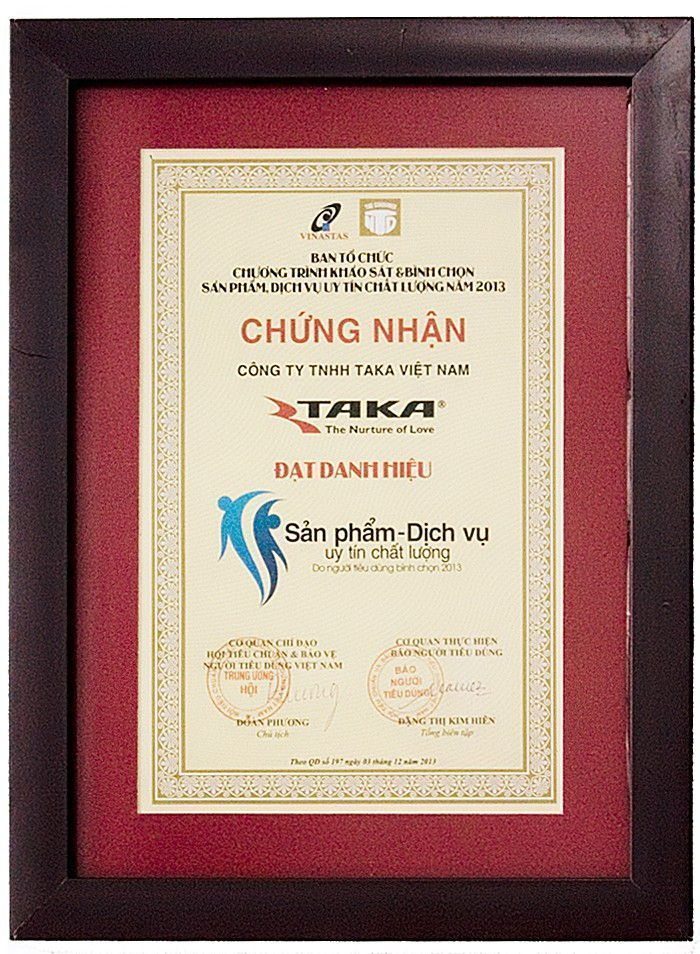 VINASTAS
BAN TỔ CHỨC
CHƯƠNG TRÌNH KHẢO SÁT & BÌNH CHỌN
SẢN PHẨM, DỊCH VỤ UY TÍN CHẤT LƯỢNG NĂM 2013
CHỨNG NHẬN
CÔNG TY TNHH TAKA VIỆT NAM
TAKA®
The Nurture of Love
ĐẠT DANH HIỆU
Sản phẩm-Dịch vụ
uy tín chất lượng
Do người tiêu dùng bình chọn 2013
CƠ QUAN CHỈ ĐẠO
HỘI TIÊU CHUẨN & BẢO VỆ
NGƯỜI TIÊU DÙNG VIỆT NAM
TRUNG ƯƠNG
HỘI
ĐOÀN PHƯƠNG
Chủ tịch
CƠ QUAN THỰC HIỆN
BÁO NGƯỜI TIÊU DÙNG
BÁO
NGƯỜI
TIÊU DÙNG
ĐẶNG THỊ KIM HIỀN
Tổng biên tập
Theo QĐ số 197 ngày 03 tháng 12 năm 2013